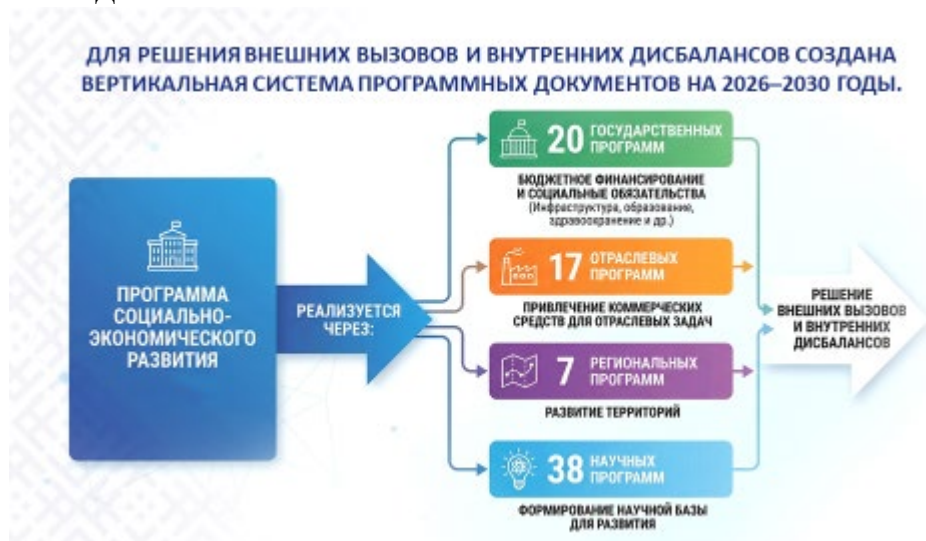 ДЛЯ РЕШЕНИЯ ВНЕШНИХ ВЫЗОВОВ И ВНУТРЕННИХ ДИСБАЛАНСОВ СОЗДАНА
ВЕРТИКАЛЬНАЯ СИСТЕМА ПРОГРАММНЫХ ДОКУМЕНТОВ НА 2026–2030 ГОДЫ.
ПРОГРАММА
СОЦИАЛЬНО-
ЭКОНОМИЧЕСКОГО
РАЗВИТИЯ
РЕАЛИЗУЕТСЯ
ЧЕРЕЗ:
20 ГОСУДАРСТВЕННЫХ
ПРОГРАММ
БЮДЖЕТНОЕ ФИНАНСИРОВАНИЕ
И СОЦИАЛЬНЫЕ ОБЯЗАТЕЛЬСТВА
(Инфраструктура, образование,
здравоохранение и др.)
17 ОТРАСЛЕВЫХ
ПРОГРАММ
ПРИВЛЕЧЕНИЕ КОММЕРЧЕСКИХ
СРЕДСТВ ДЛЯ ОТРАСЛЕВЫХ ЗАДАЧ
7 РЕГИОНАЛЬНЫХ
ПРОГРАММ
РАЗВИТИЕ ТЕРРИТОРИЙ
38 НАУЧНЫХ
ПРОГРАММ
ФОРМИРОВАНИЕ НАУЧНОЙ БАЗЫ
ДЛЯ РАЗВИТИЯ
РЕШЕНИЕ
ВНЕШНИХ ВЫЗОВОВ
И ВНУТРЕННИХ
ДИСБАЛАНСОВ